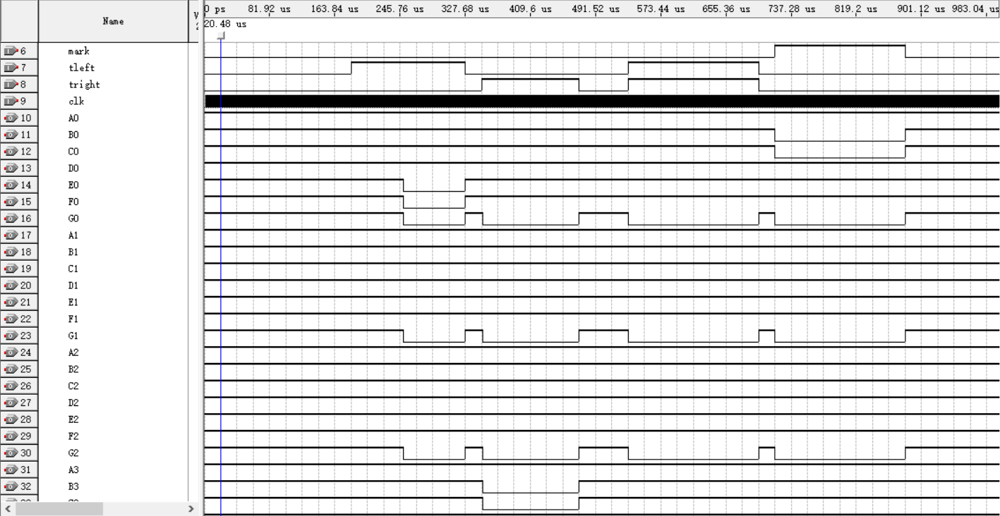 0 ps 81.92 us 163.84 us 245.76 us 327.68 us 409.6 us 491.52 us 573.44 us 655.36 us 737.28 us 819.2 us 901.12 us 983.04 us
Name
20.48 us
6 mark
7 tleft
8 tright
9 clk
10 A0
11 B0
12 C0
13 D0
14 E0
15 F0
16 G0
17 A1
18 B1
19 C1
20 D1
21 E1
22 F1
23 G1
24 A2
25 B2
26 C2
27 D2
28 E2
29 F2
30 G2
31 A3
32 B3